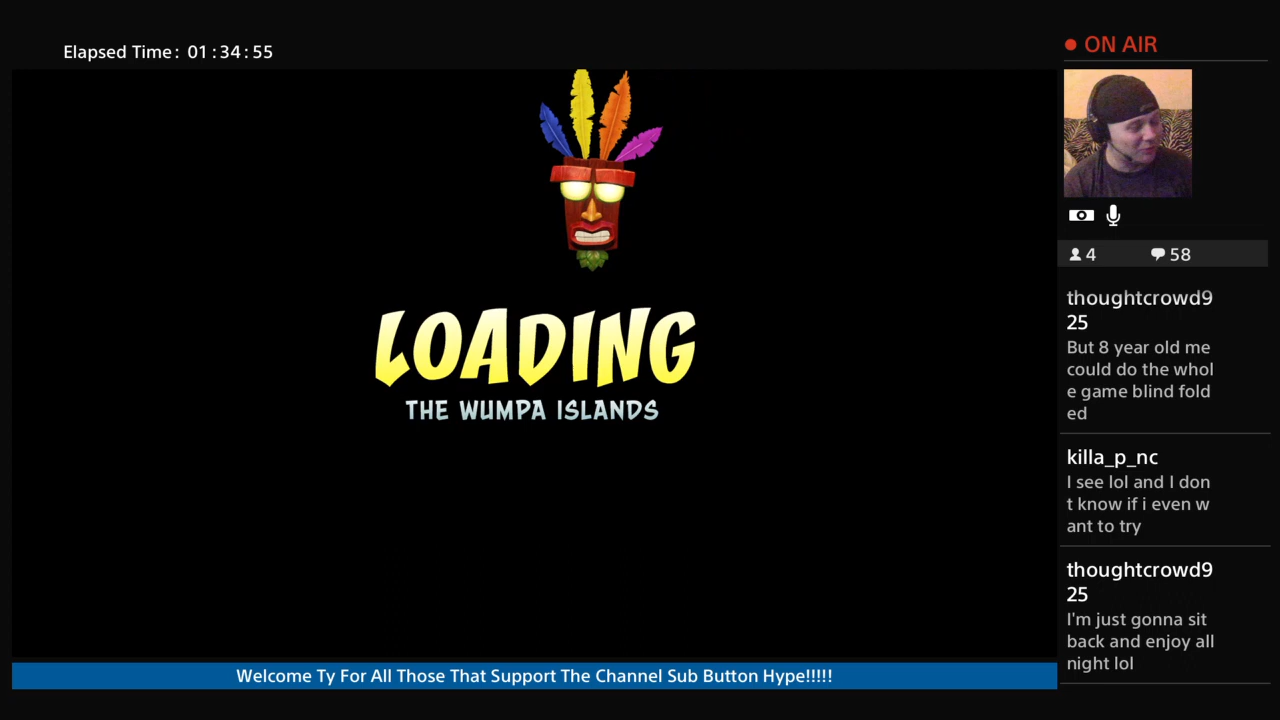 Elapsed Time: 01:34:55
ON AIR
LOADING
THE WUMPA ISLANDS
4
58
thoughtcrowd9
25
But 8 year old me
could do the whol
e game blind fold
ed
killa_p_nc
I see lol and I don
t know if i even w
ant to try
thoughtcrowd9
25
I'm just gonna sit
back and enjoy all
night lol
Welcome Ty For All Those That Support The Channel Sub Button Hype!!!!!